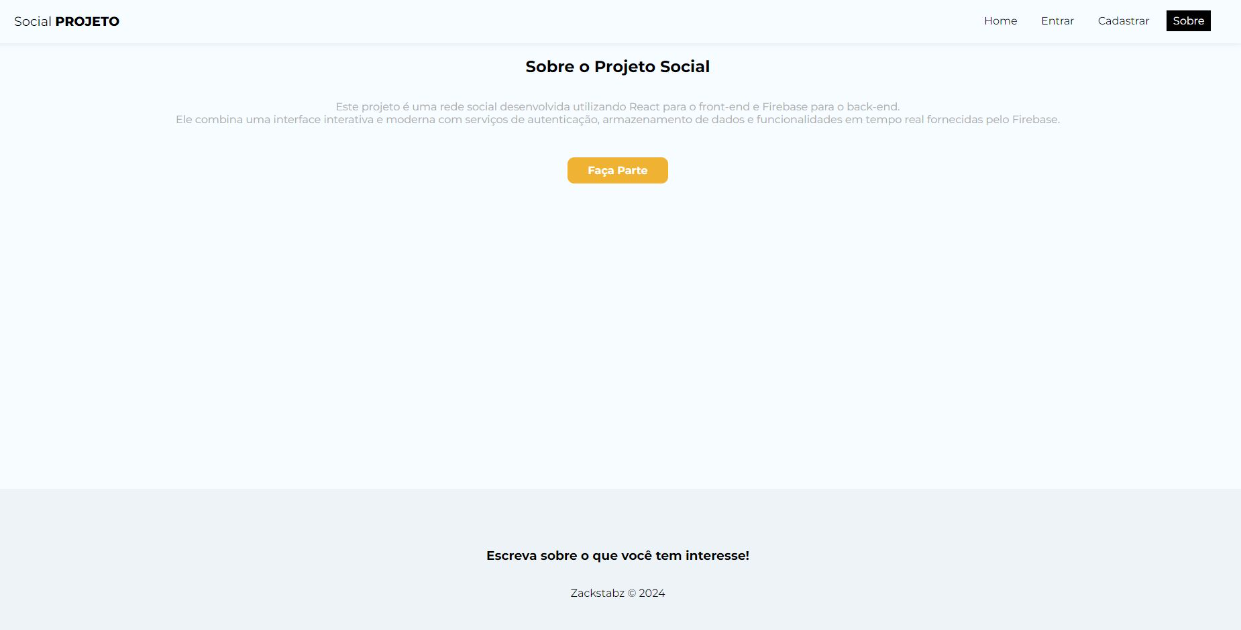 Social PROJETO
Home Entrar Cadastrar Sobre
Sobre o Projeto Social
Este projeto é uma rede social desenvolvida utilizando React para o front-end e Firebase para o back-end.
Ele combina uma interface interativa e moderna com serviços de autenticação, armazenamento de dados e funcionalidades em tempo real fornecidas pelo Firebase.
Faça Parte
Escreva sobre o que você tem interesse!
Zackstabz © 2024